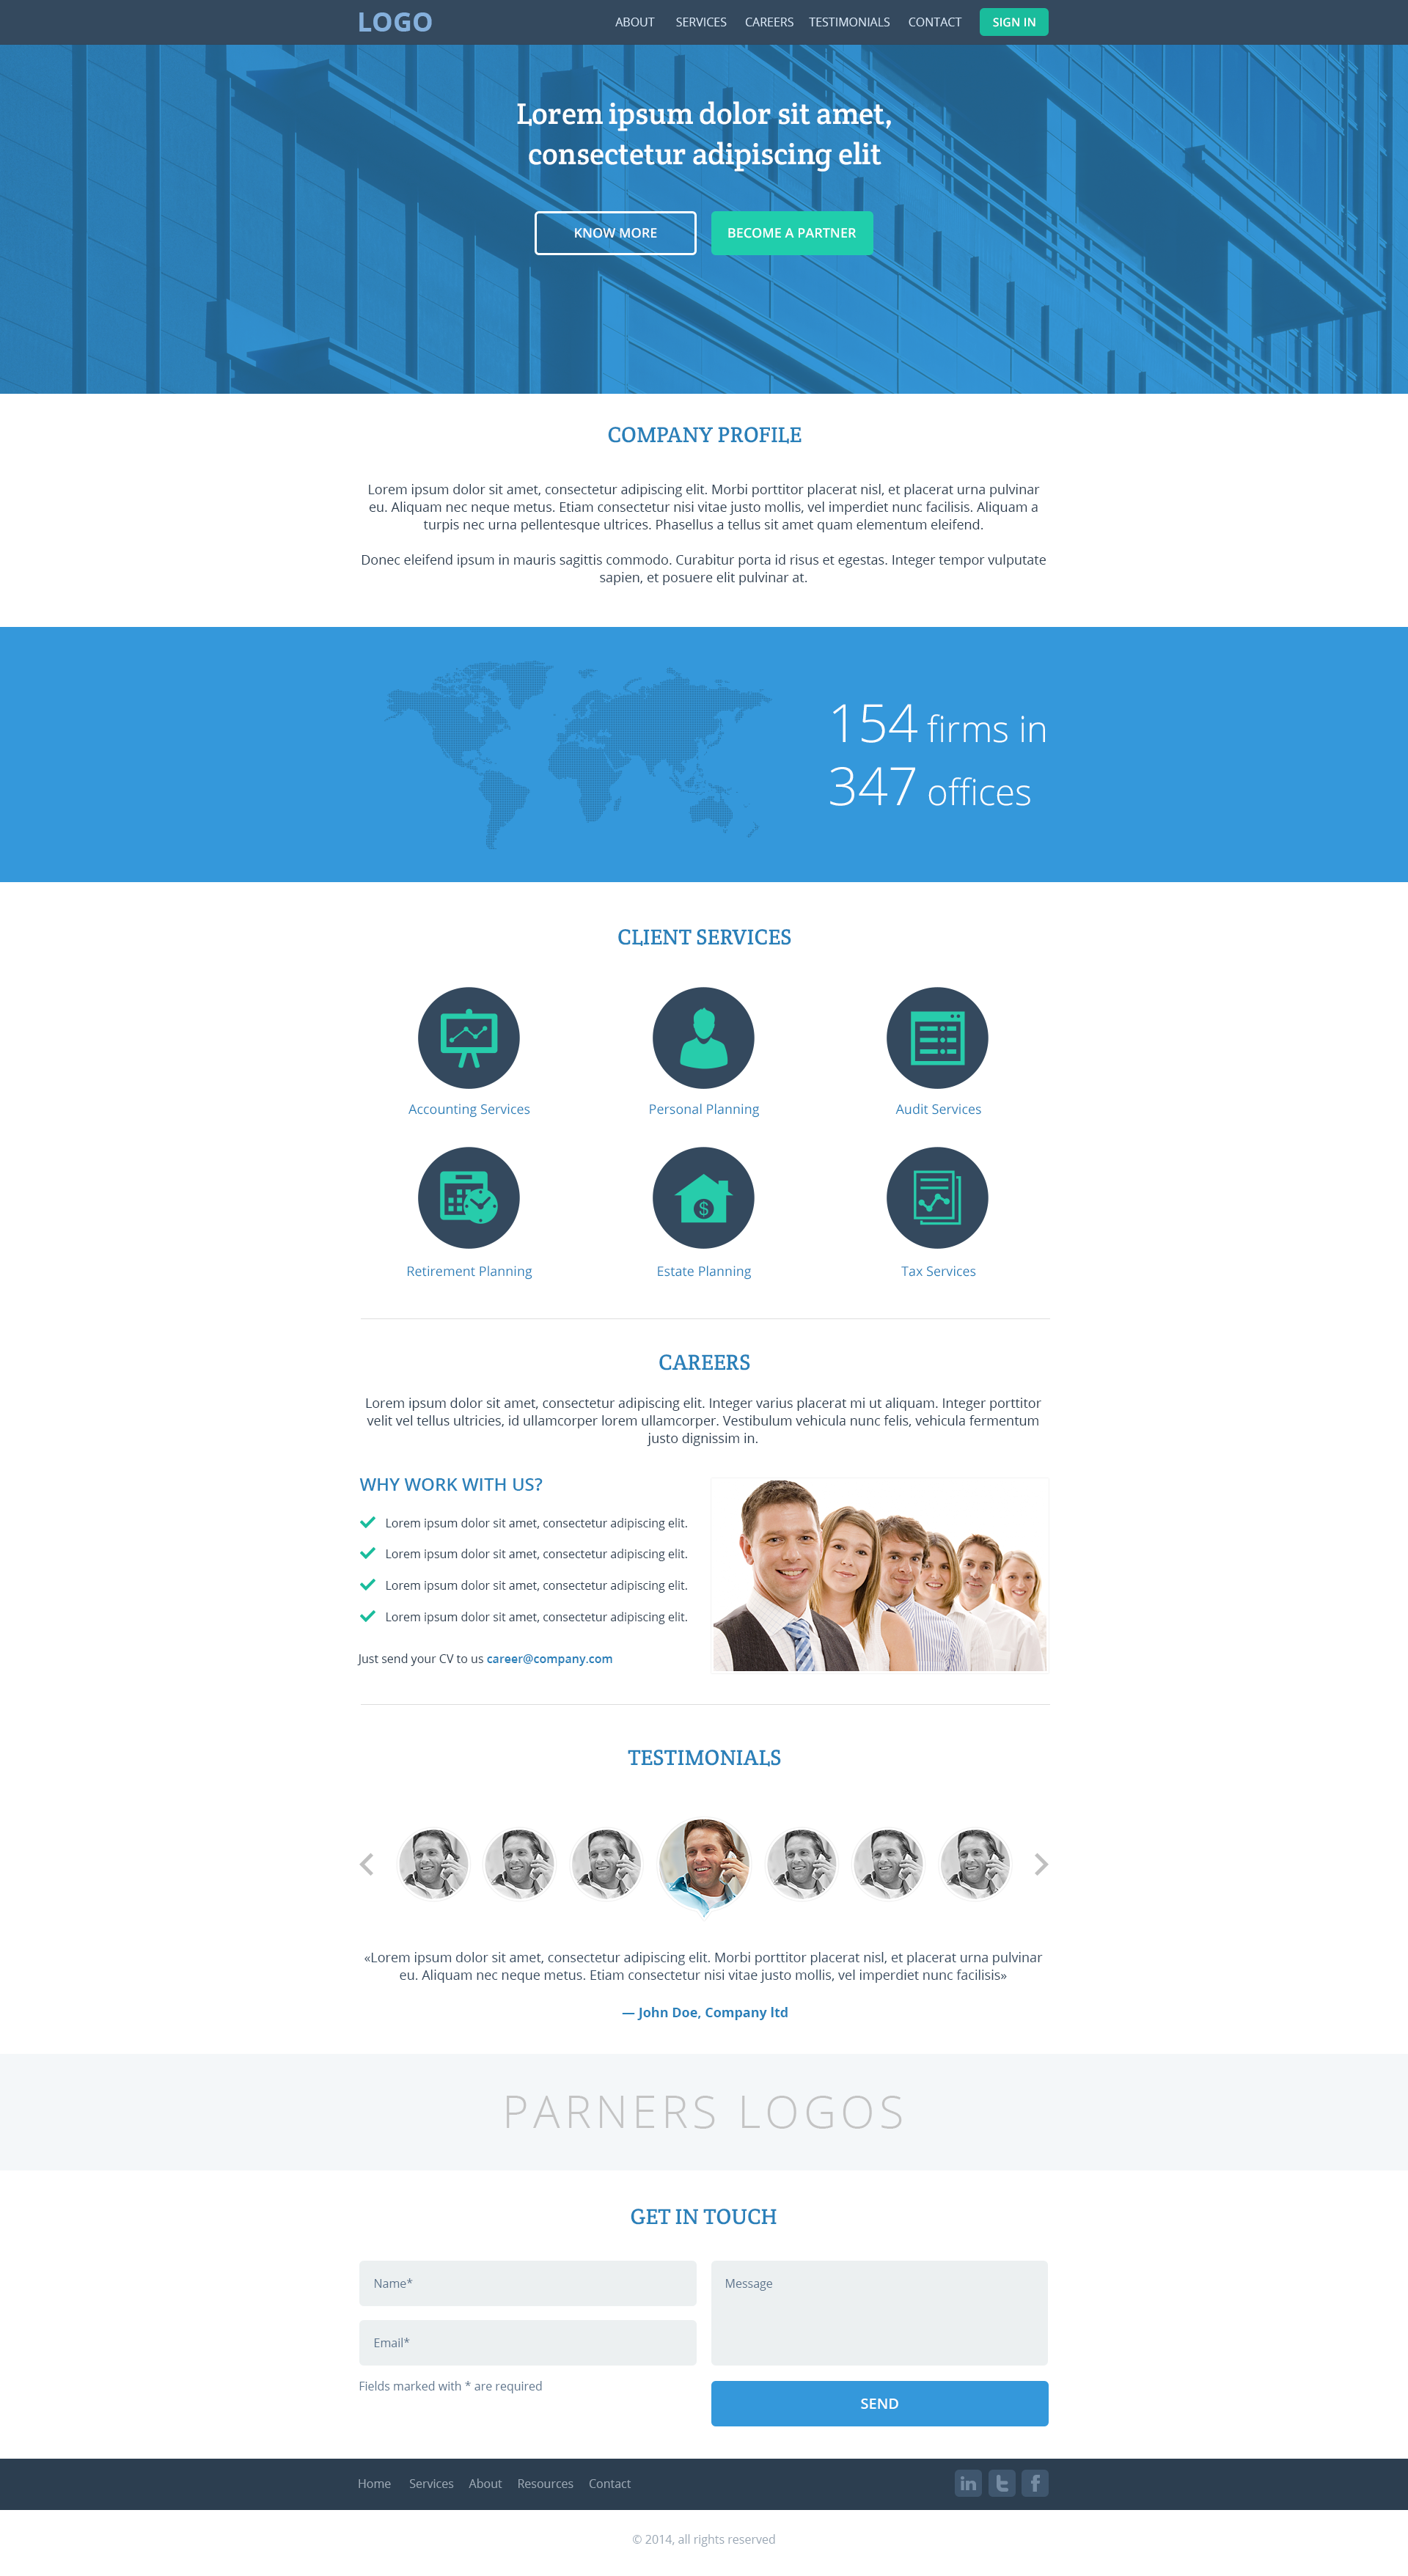 LOGO
ABOUT SERVICES CAREERS TESTIMONIALS CONTACT SIGN IN
Lorem ipsum dolor sit amet,
consectetur adipiscing elit
KNOW MORE
BECOME A PARTNER
COMPANY PROFILE
Lorem ipsum dolor sit amet, consectetur adipiscing elit. Morbi porttitor placerat nisl, et placerat urna pulvinar
eu. Aliquam nec neque metus. Etiam consectetur nisi vitae justo mollis, vel imperdiet nunc facilisis. Aliquam a
turpis nec urna pellentesque ultrices. Phasellus a tellus sit amet quam elementum eleifend.
Donec eleifend ipsum in mauris sagittis commodo. Curabitur porta id risus et egestas. Integer tempor vulputate
sapien, et posuere elit pulvinar at.
154 firms in
347 offices
CLIENT SERVICES
Accounting Services
Personal Planning
Audit Services
$
Retirement Planning
Estate Planning
Tax Services
CAREERS
Lorem ipsum dolor sit amet, consectetur adipiscing elit. Integer varius placerat mi ut aliquam. Integer porttitor
velit vel tellus ultricies, id ullamcorper lorem ullamcorper. Vestibulum vehicula nunc felis, vehicula fermentum
justo dignissim in.
WHY WORK WITH US?
Lorem ipsum dolor sit amet, consectetur adipiscing elit.
Lorem ipsum dolor sit amet, consectetur adipiscing elit.
Lorem ipsum dolor sit amet, consectetur adipiscing elit.
Lorem ipsum dolor sit amet, consectetur adipiscing elit.
Just send your CV to us career@company.com
TESTIMONIALS
«Lorem ipsum dolor sit amet, consectetur adipiscing elit. Morbi porttitor placerat nisl, et placerat urna pulvinar
eu. Aliquam nec neque metus. Etiam consectetur nisi vitae justo mollis, vel imperdiet nunc facilisis»
— John Doe, Company ltd
PARNERS LOGOS
GET IN TOUCH
Name*
Message
Email*
Fields marked with * are required
SEND
Home Services About Resources Contact
in t f
© 2014, all rights reserved